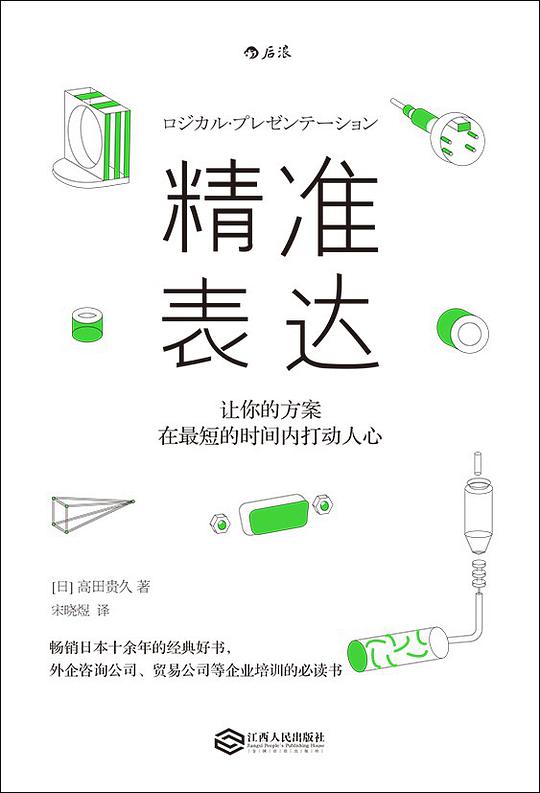 后浪
ロジカル·プレゼンテーション
精准
表达
让你的方案
在最短的时间内打动人心
[日] 高田贵久 著
宋晓煜 译
畅销日本十余年的经典好书，
外企咨询公司、贸易公司等企业培训的必读书
江西人民出版社
Jiangxi People's Publishing House